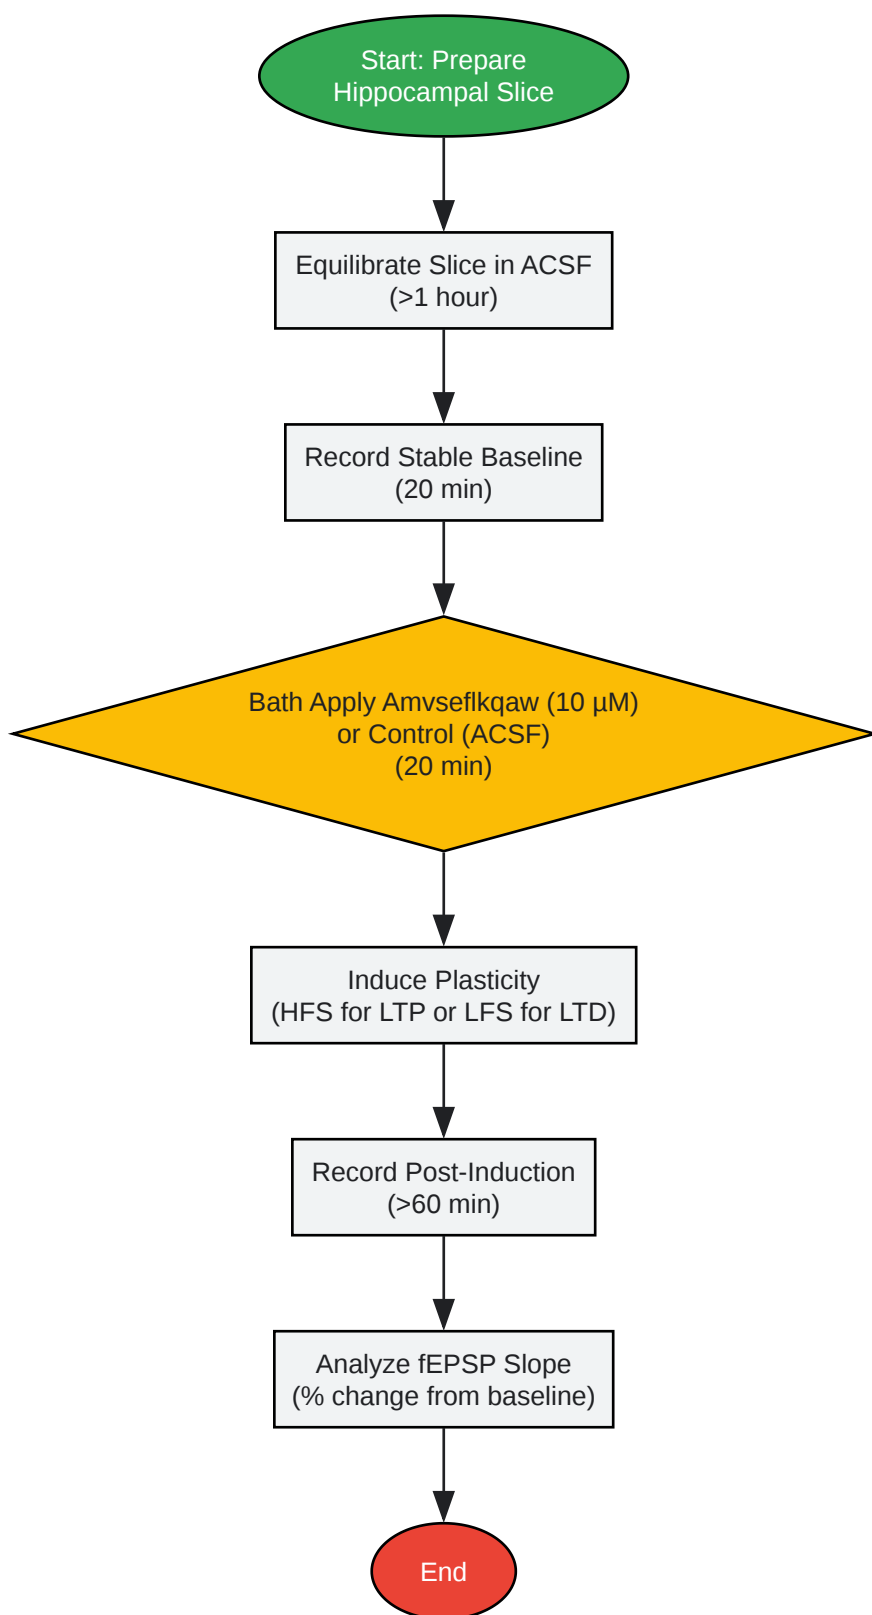 Start: Prepare
Hippocampal Slice
Equilibrate Slice in ACSF
(>1 hour)
Record Stable Baseline
(20 min)
Bath Apply Amvseflkqaw (10 µM)
or Control (ACSF)
(20 min)
Induce Plasticity
(HFS for LTP or LFS for LTD)
Record Post-Induction
(>60 min)
Analyze fEPSP Slope
(% change from baseline)
End